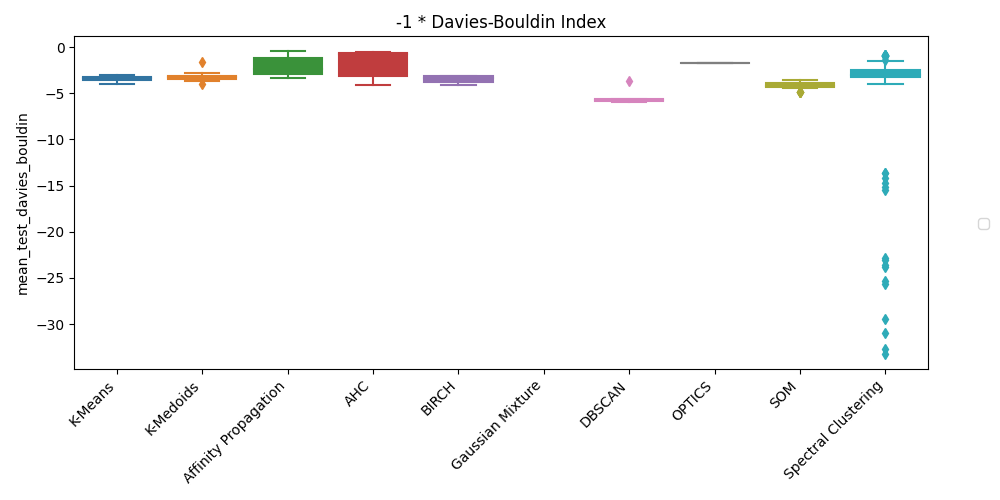 -1 * Davies-Bouldin Index
mean_test_davies_bouldin
0
−5
−10
−15
−20
−25
−30
K-Means
K-Medoids
Affinity Propagation
AHC
BIRCH
Gaussian Mixture
DBSCAN
OPTICS
SOM
Spectral Clustering